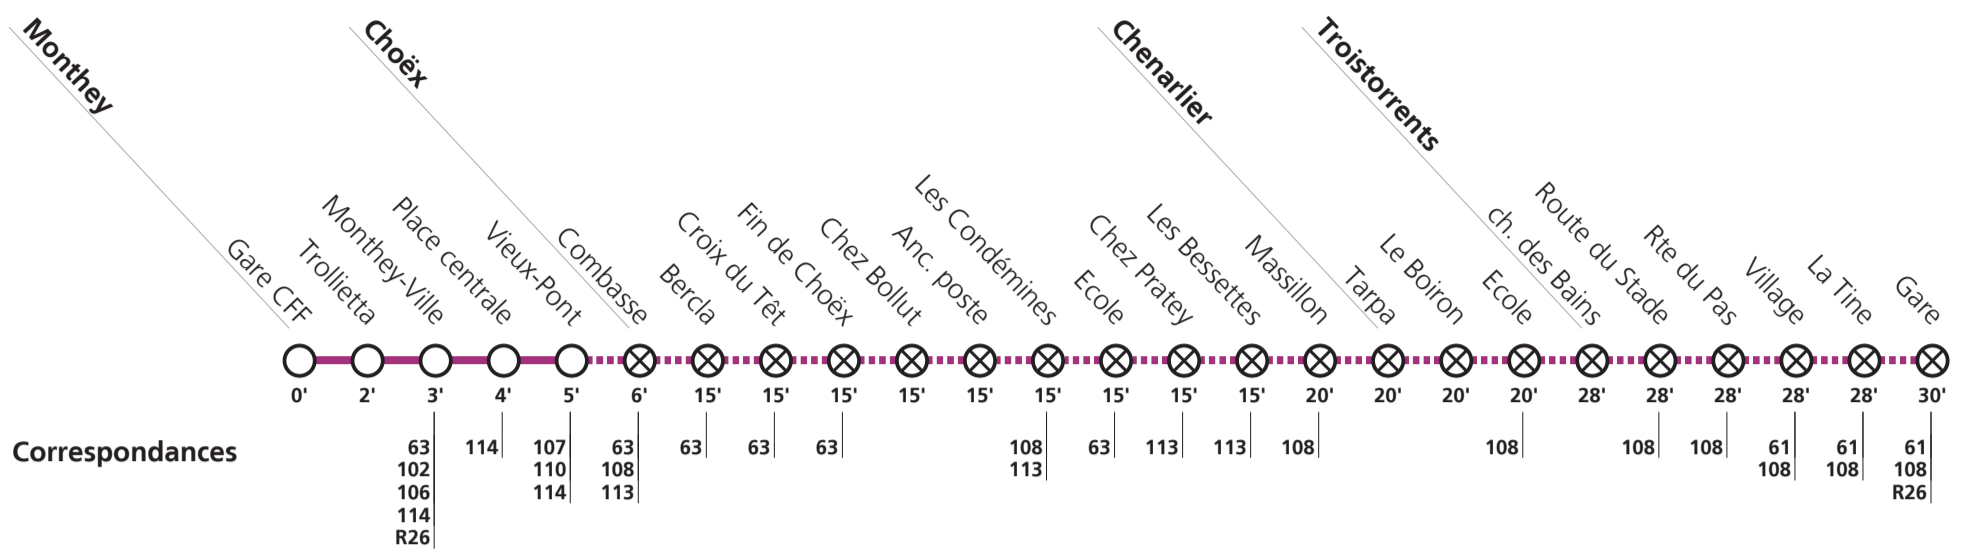 Monthey
Choëx
Chenarlier
Troistorrents
Gare CFF
Trollietta
Monthey-Ville
Place centrale
Vieux-Pont
Combasse
Bercla
Croix du Têt
Fin de Choëx
Chez Bollut
Anc. poste
Les Condémines
Ecole
Chez Pratey
Les Bessettes
Massillon
Tarpa
Le Boiron
Ecole
ch. des Bains
Route du Stade
Rte du Pas
Village
La Tine
Gare
0' 2' 3' 4' 5' 6' 15' 15' 15' 15' 15' 15' 15' 15' 15' 20' 20' 20' 20' 28' 28' 28' 28' 28' 30'
Correspondances
63 114 107 63 63 63 63 108 63 113 113 108 108 108 108 61 61 61
102 110 108 113 108 108 108
106 114 113 R26
114
R26